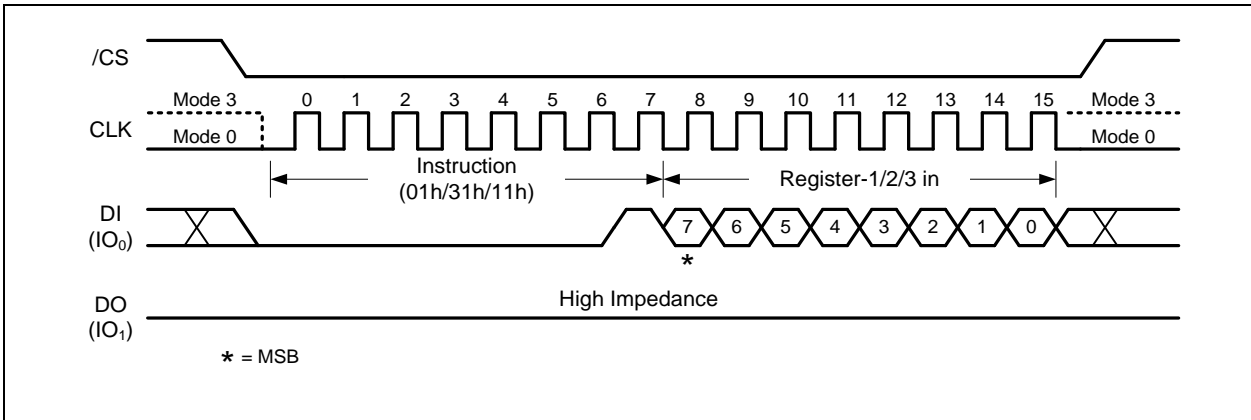 /CS
Mode 3 0 1 2 3 4 5 6 7 8 9 10 11 12 13 14 15 Mode 3
CLK
Mode 0 Mode 0
Instruction
(01h/31h/11h)
Register-1/2/3 in
DI
(IO₀)
7 6 5 4 3 2 1 0
*
High Impedance
DO
(IO₁)
* = MSB